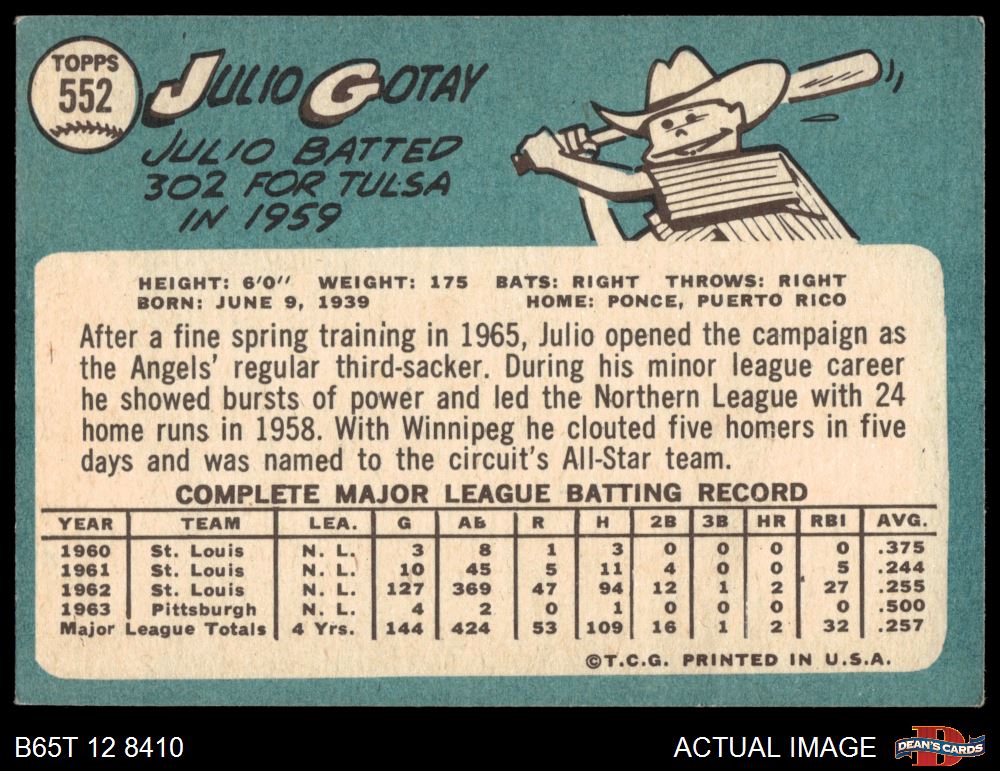 TOPPS
552
JULIO GOTAY
JULIO BATTED
302 FOR TULSA
IN 1959
HEIGHT: 6'0" WEIGHT: 175 BATS: RIGHT THROWS: RIGHT
BORN: JUNE 9, 1939 HOME: PONCE, PUERTO RICO
After a fine spring training in 1965, Julio opened the campaign as
the Angels' regular third-sacker. During his minor league career
he showed bursts of power and led the Northern League with 24
home runs in 1958. With Winnipeg he clouted five homers in five
days and was named to the circuit's All-Star team.
COMPLETE MAJOR LEAGUE BATTING RECORD
YEAR TEAM LEA. G AB R H 2B 3B HR RBI AVG.
1960 St. Louis N. L. 3 8 1 3 0 0 0 0 .375
1961 St. Louis N. L. 10 45 5 11 4 0 0 5 .244
1962 St. Louis N. L. 127 369 47 94 12 1 2 27 .255
1963 Pittsburgh N. L. 4 2 0 1 0 0 0 0 .500
Major League Totals 4 Yrs. 144 424 53 109 16 1 2 32 .257
©T.C.G. PRINTED IN U.S.A.
B65T 12 8410
ACTUAL IMAGE
DEAN'S CARDS